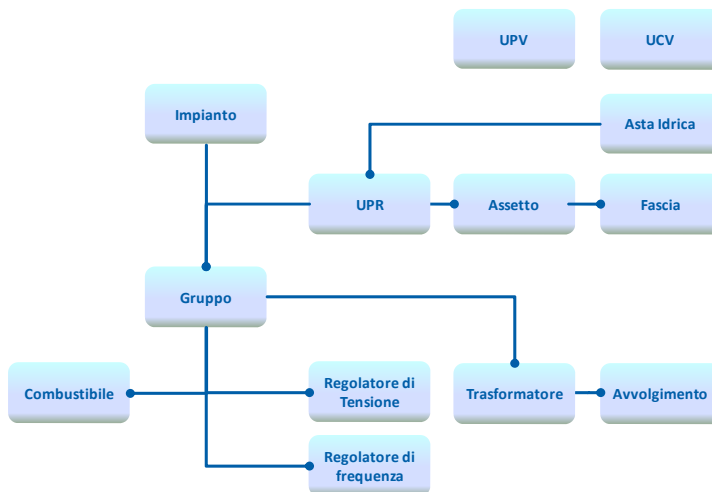 UPV
UCV
Impianto
Asta Idrica
UPR
Assetto
Fascia
Gruppo
Combustibile
Regolatore di
Tensione
Trasformatore
Avvolgimento
Regolatore di
frequenza